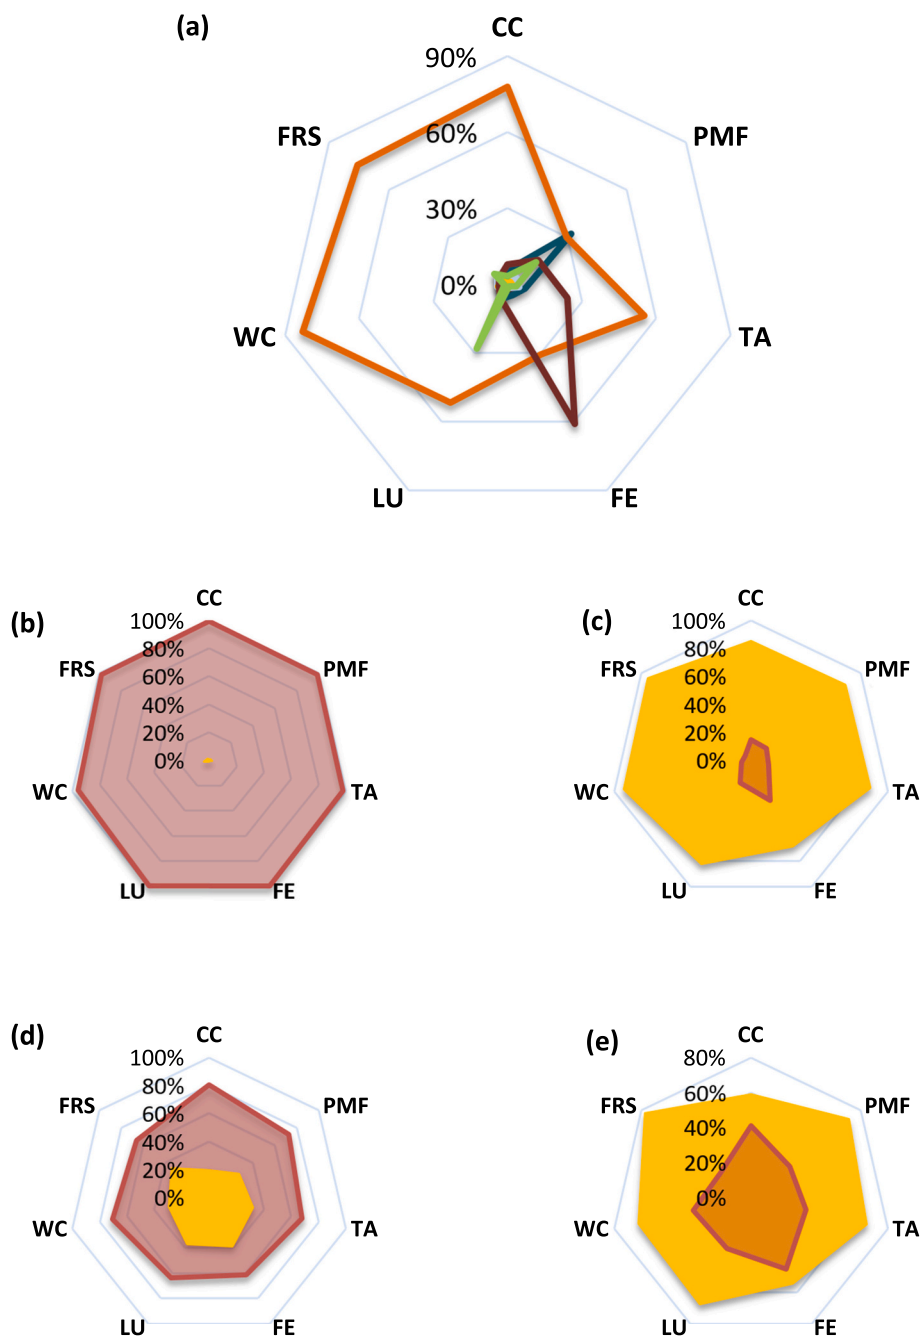 (a)
CC
90%
FRS
60%
PMF
30%
0%
WC
TA
LU
FE
(b)
CC
100%
80%
FRS
60%
PMF
40%
20%
0%
WC
TA
LU
FE
(c)
CC
100%
80%
FRS
60%
PMF
40%
20%
0%
WC
TA
LU
FE
(d)
CC
100%
80%
FRS
60%
PMF
40%
20%
0%
WC
TA
LU
FE
(e)
CC
80%
60%
FRS
40%
PMF
20%
0%
WC
TA
LU
FE